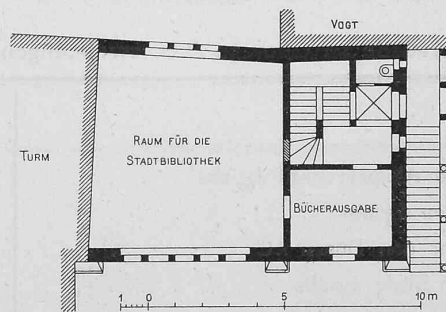 VOGT
TURM
RAUM FÜR DIE
STADTBIBLIOTHEK
BÜCHERAUSGABE
1 0 5 10 m